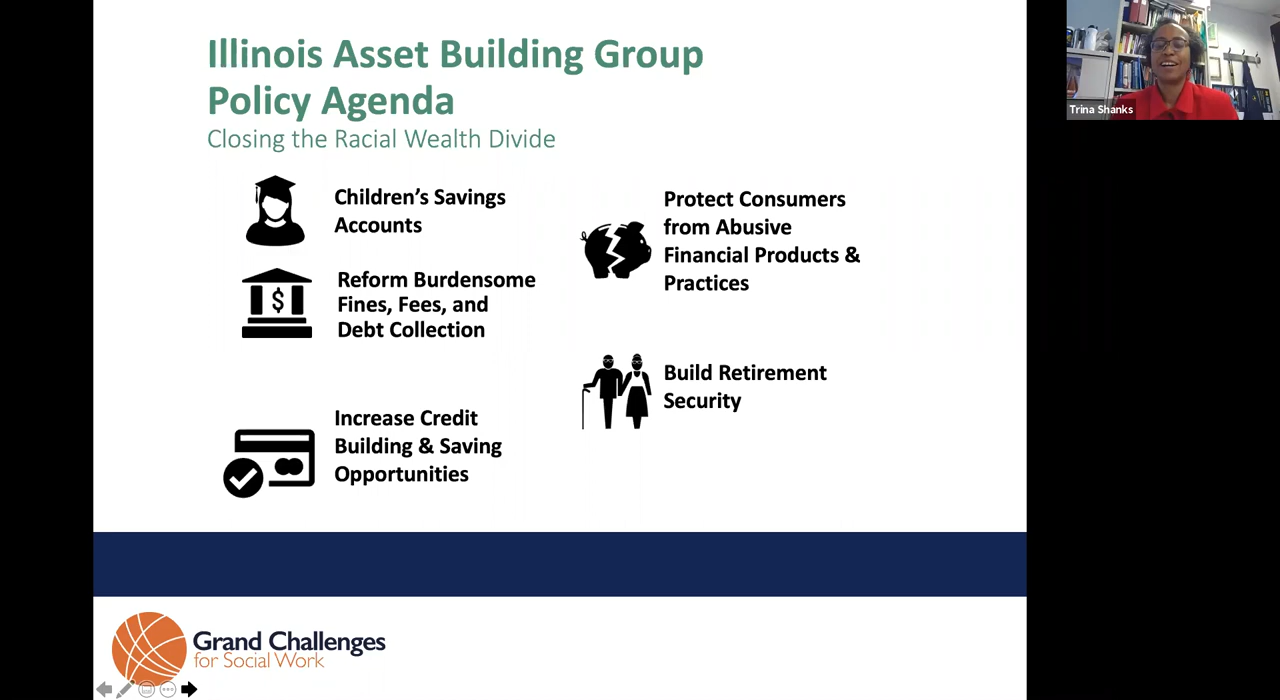 Illinois Asset Building Group
Policy Agenda
Closing the Racial Wealth Divide
Children’s Savings
Accounts
Reform Burdensome
Fines, Fees, and
Debt Collection
Increase Credit
Building & Saving
Opportunities
Protect Consumers
from Abusive
Financial Products &
Practices
Build Retirement
Security
$
Grand Challenges
for Social Work
Trina Shanks